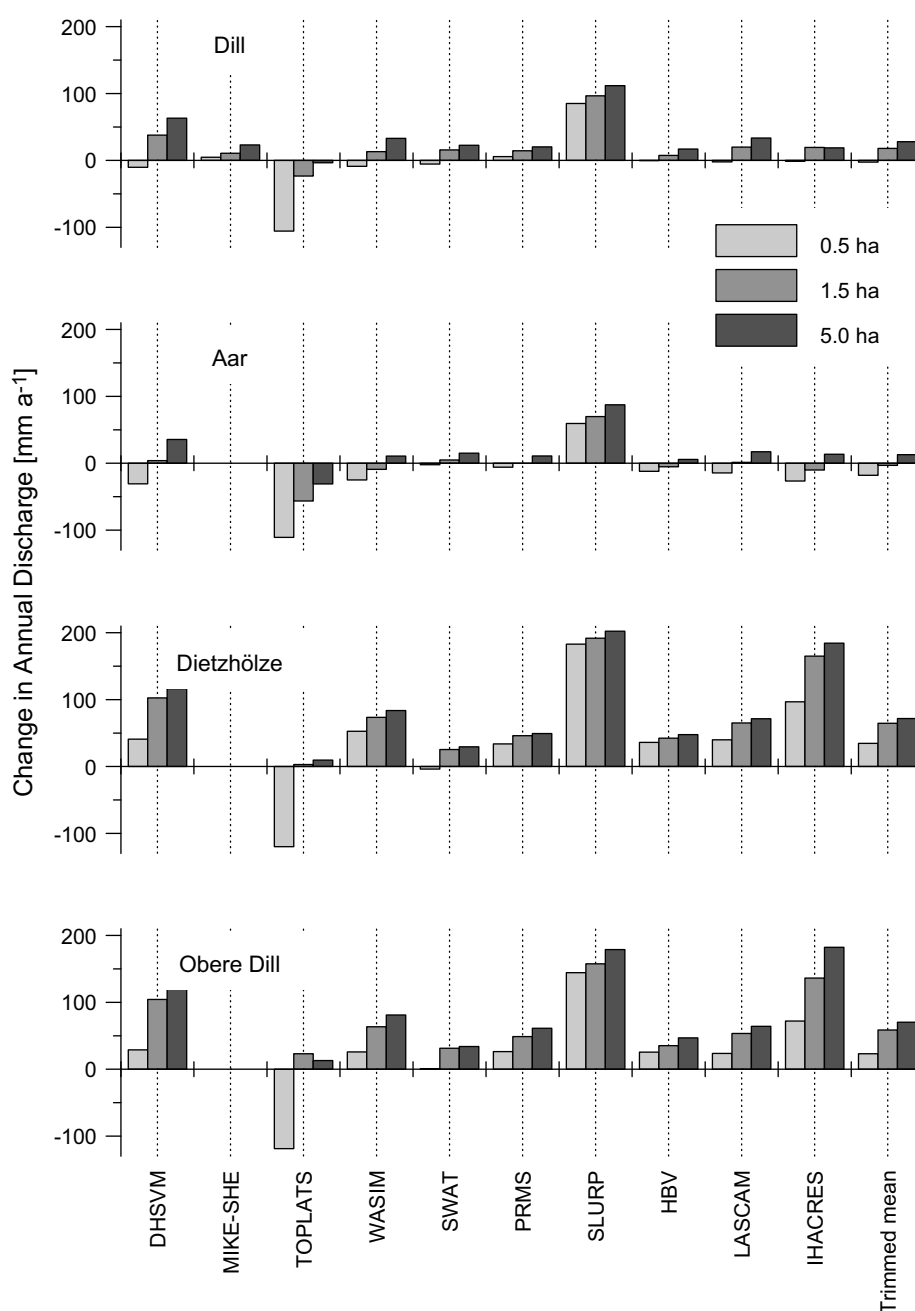 Change in Annual Discharge [mm a-1]
200
100
0
-100
Dill
0.5 ha
1.5 ha
5.0 ha
200
100
0
-100
Aar
200
100
0
-100
Dietzhölze
200
100
0
-100
Obere Dill
DHSVM
MIKE-SHE
TOPLATS
WASIM
SWAT
PRMS
SLURP
HBV
LASCAM
IHACRES
Trimmed mean